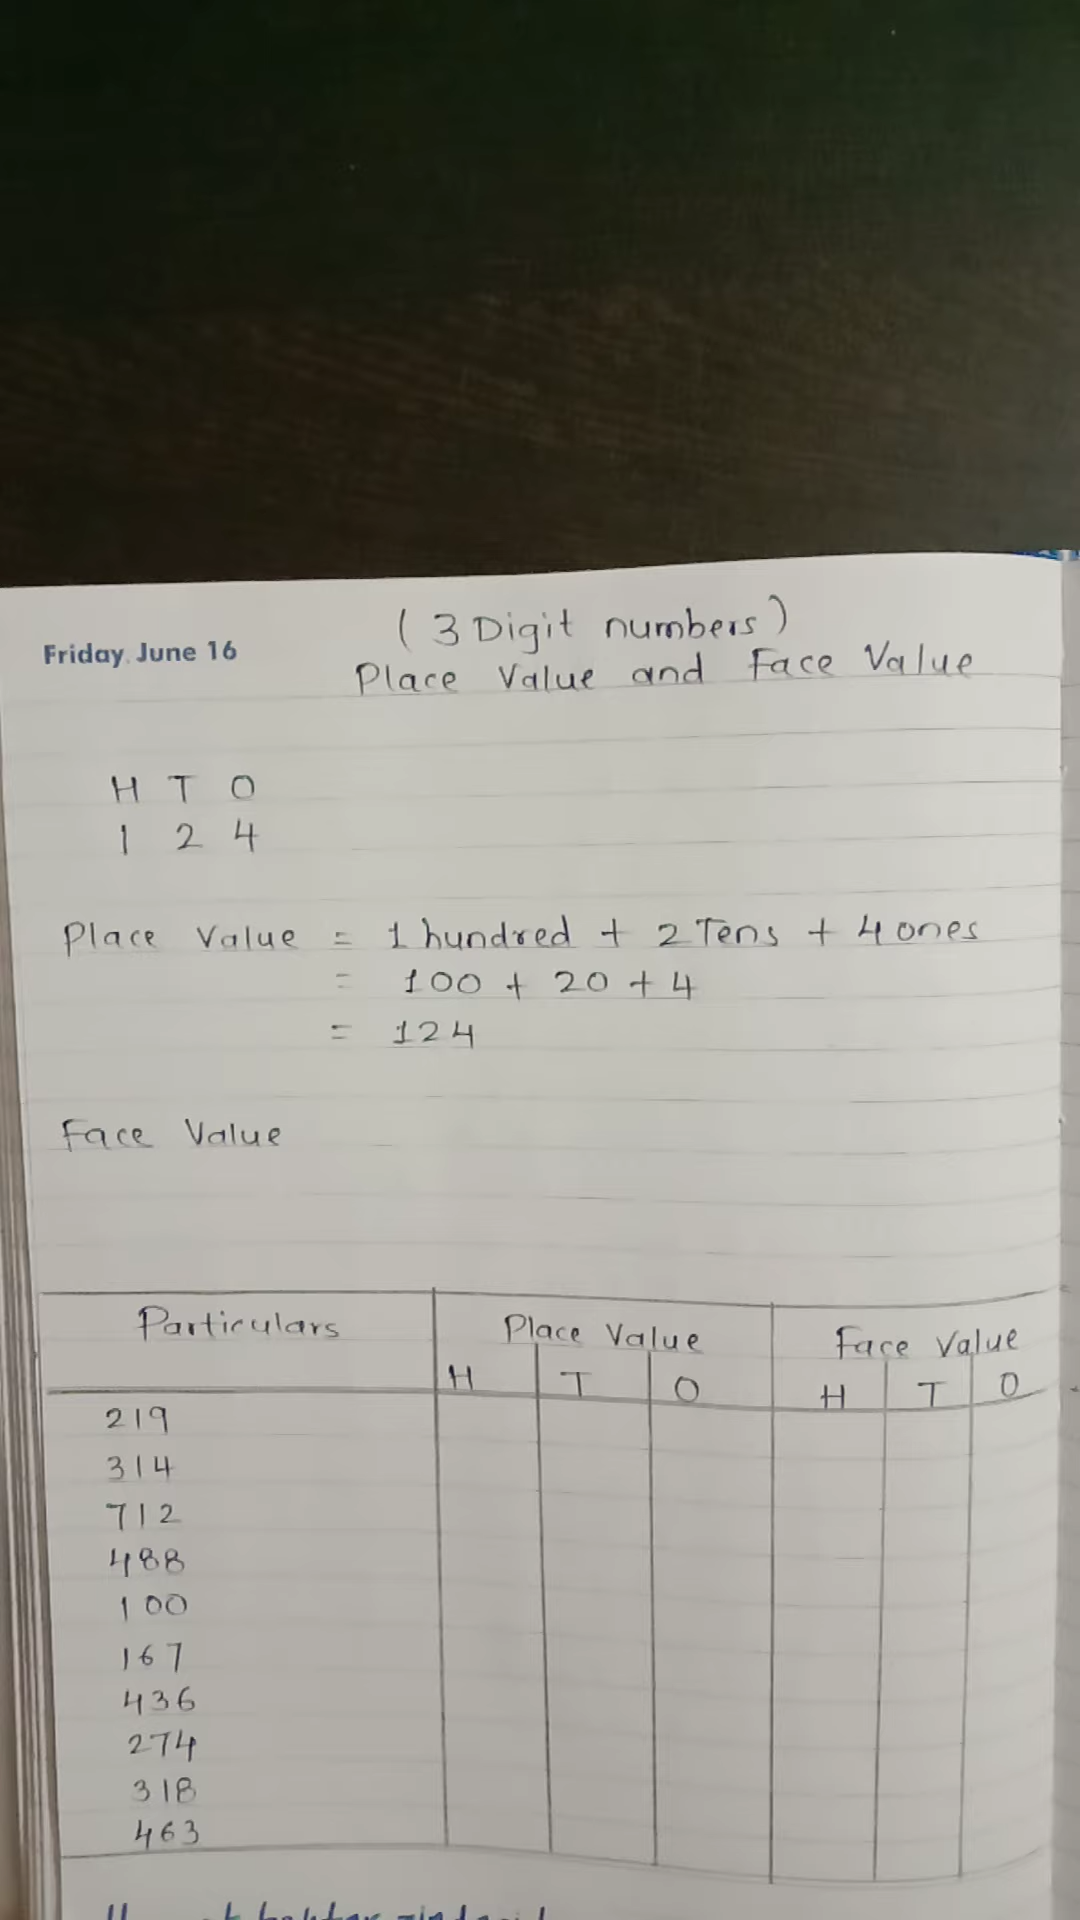 (3 Digit numbers)
Friday, June 16
Place Value and Face Value
H T O
1 2 4
Place Value = 1 hundred + 2 Tens + 4 ones
= 100 + 20 + 4
= 124
Face Value
Particulars Place Value Face Value
H T O H T O
219
314
712
488
100
167
436
274
318
463